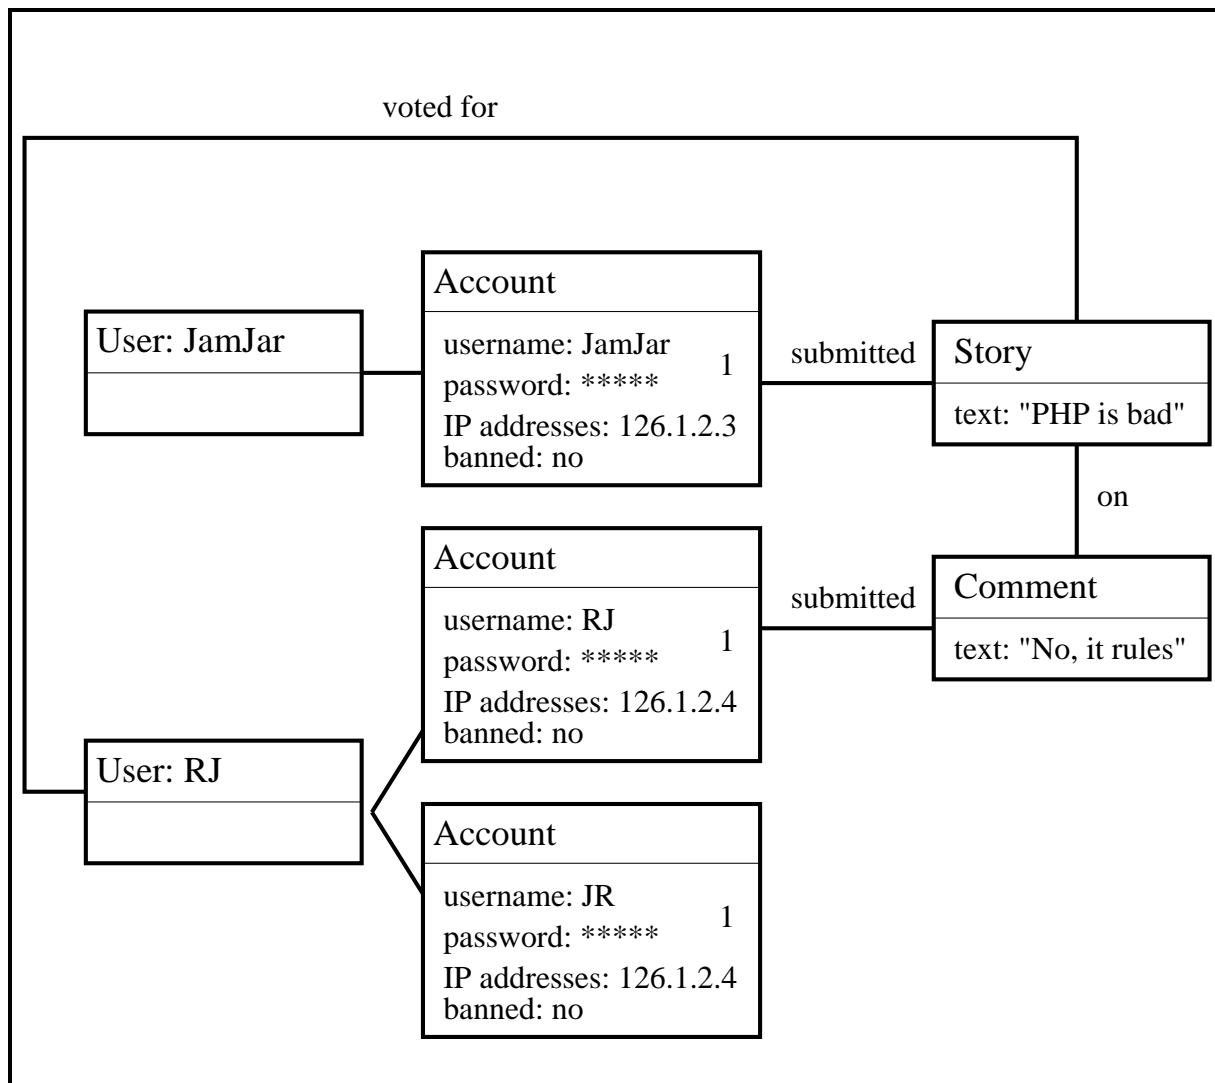 voted for
User: JamJar
Account
username: JamJar
password: *****
1
IP addresses: 126.1.2.3
banned: no
submitted
Story
text: "PHP is bad"
on
Account
username: RJ
password: *****
1
IP addresses: 126.1.2.4
banned: no
submitted
Comment
text: "No, it rules"
User: RJ
Account
username: JR
password: *****
1
IP addresses: 126.1.2.4
banned: no